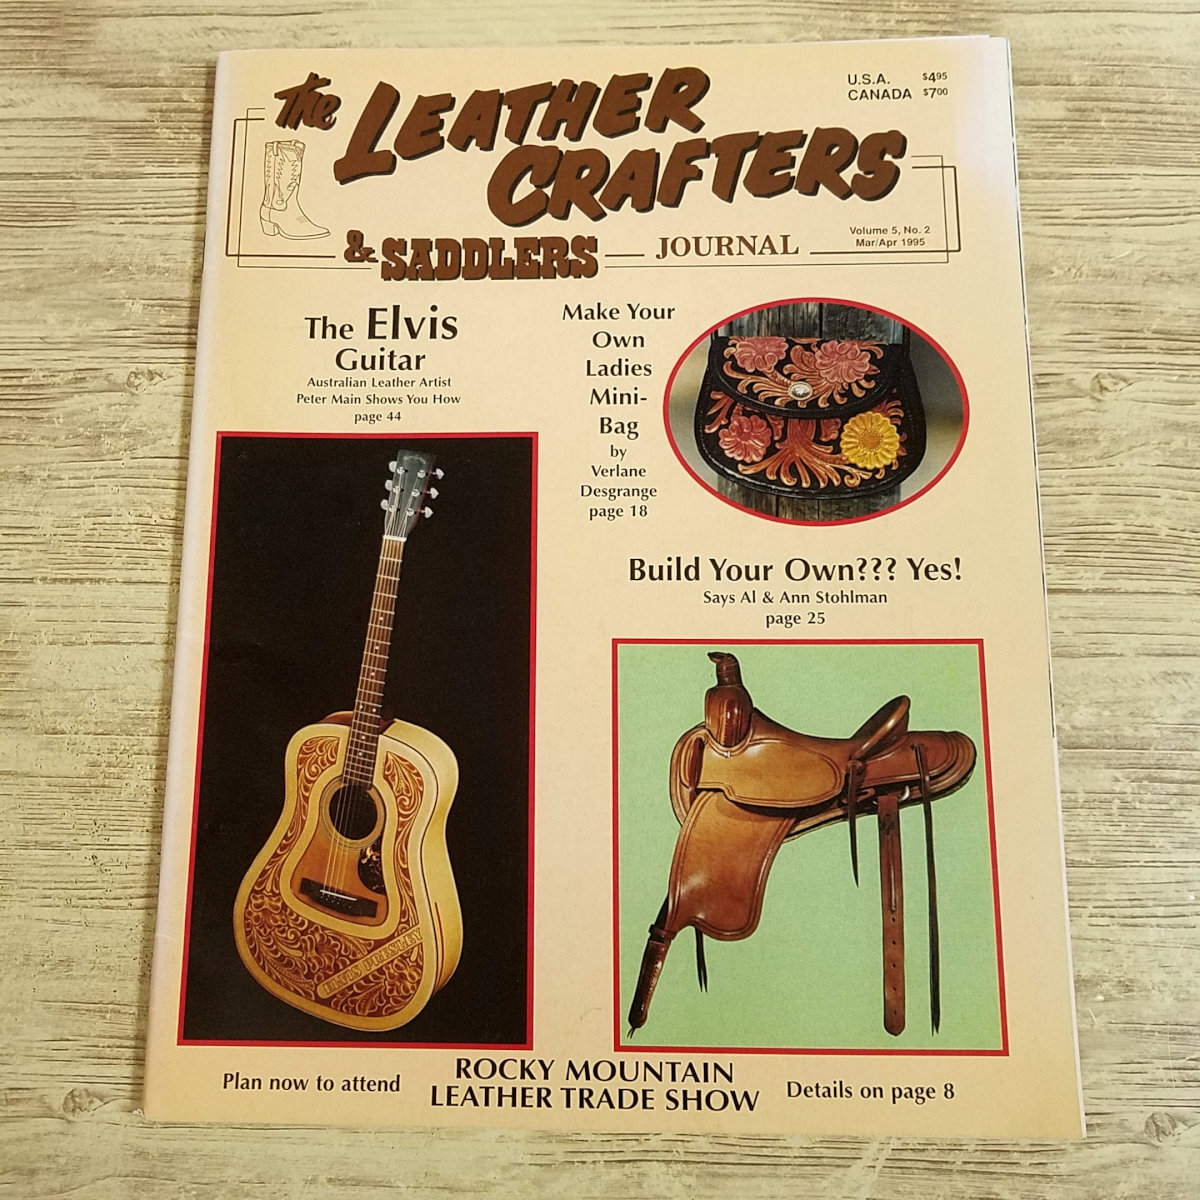 The LEATHER
CRAFTERS
& SADDLERS JOURNAL
U.S.A. $4.95
CANADA $7.00
Volume 5, No. 2
Mar/Apr 1995
The Elvis
Guitar
Australian Leather Artist
Peter Main Shows You How
page 44
Make Your
Own
Ladies
Mini-
Bag
by
Verlane
Desgrange
page 18
Build Your Own??? Yes!
Says Al & Ann Stohlman
page 25
ELVIS PRESLEY
Plan now to attend
ROCKY MOUNTAIN
LEATHER TRADE SHOW
Details on page 8